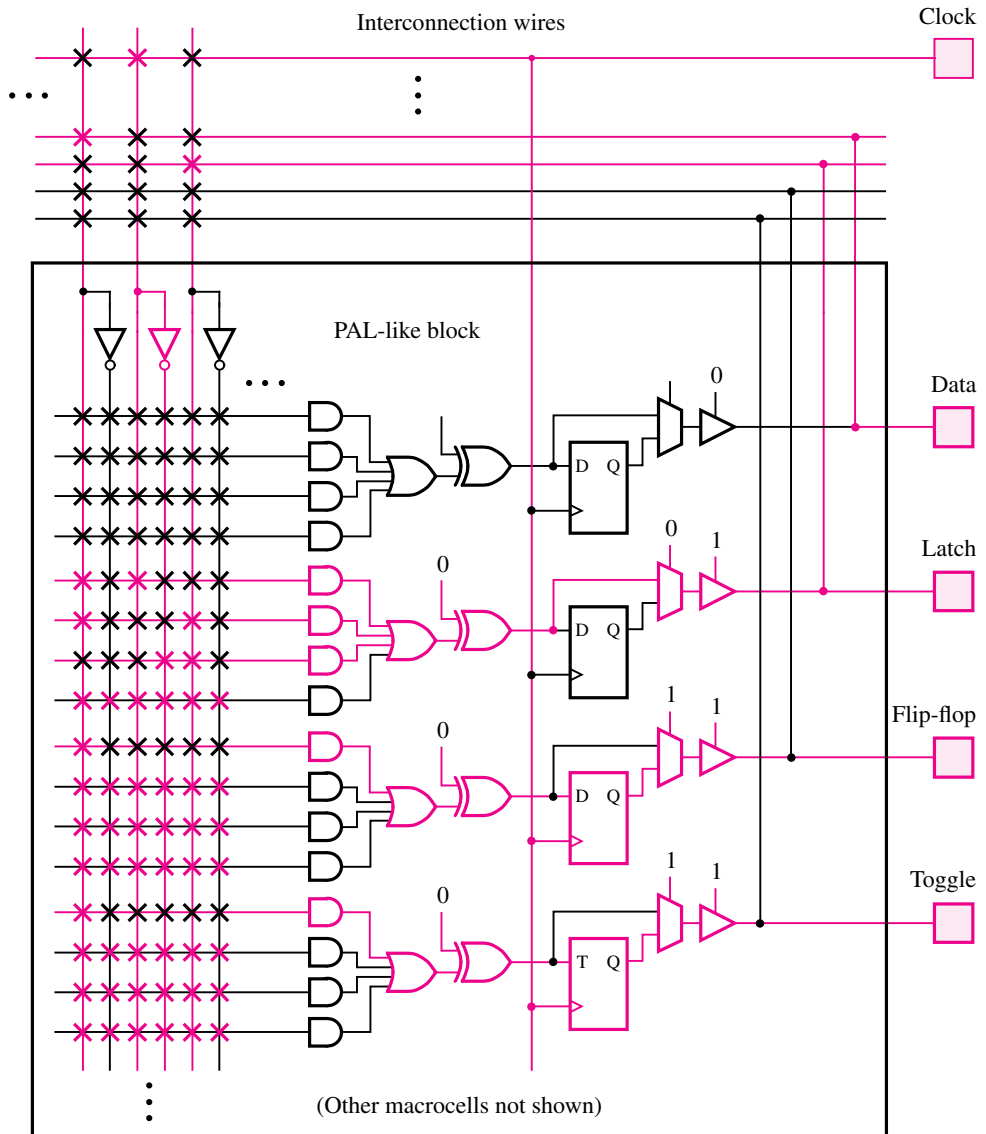 Interconnection wires
Clock
PAL-like block
0
Data
D Q
0
0
1
Latch
D Q
0
1
1
Flip-flop
D Q
0
1
1
Toggle
T Q
(Other macrocells not shown)